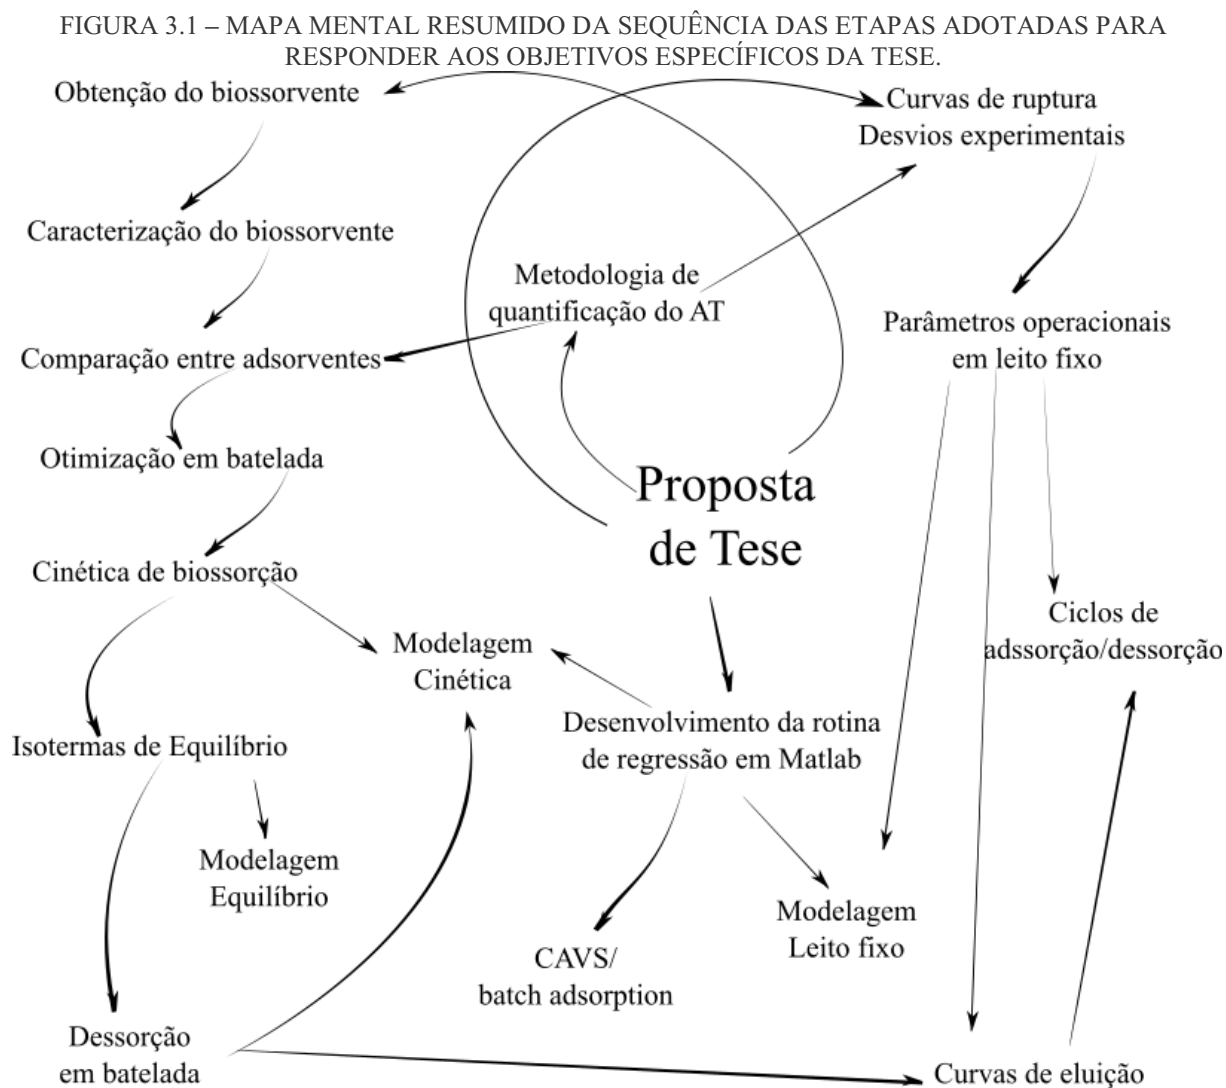 FIGURA 3.1 – MAPA MENTAL RESUMIDO DA SEQUÊNCIA DAS ETAPAS ADOTADAS PARA
RESPONDER AOS OBJETIVOS ESPECÍFICOS DA TESE.
Obtenção do biossorvente
Curvas de ruptura
Desvios experimentais
Caracterização do biossorvente
Metodologia de
quantificação do AT
Parâmetros operacionais
em leito fixo
Comparação entre adsorventes
Otimização em batelada
Proposta
de Tese
Cinética de biossorção
Ciclos de
adssorção/dessorção
Modelagem
Cinética
Desenvolvimento da rotina
de regressão em Matlab
Isotermas de Equilíbrio
Modelagem
Equilíbrio
Modelagem
Leito fixo
CAVS/
batch adsorption
Dessorção
em batelada
Curvas de eluição